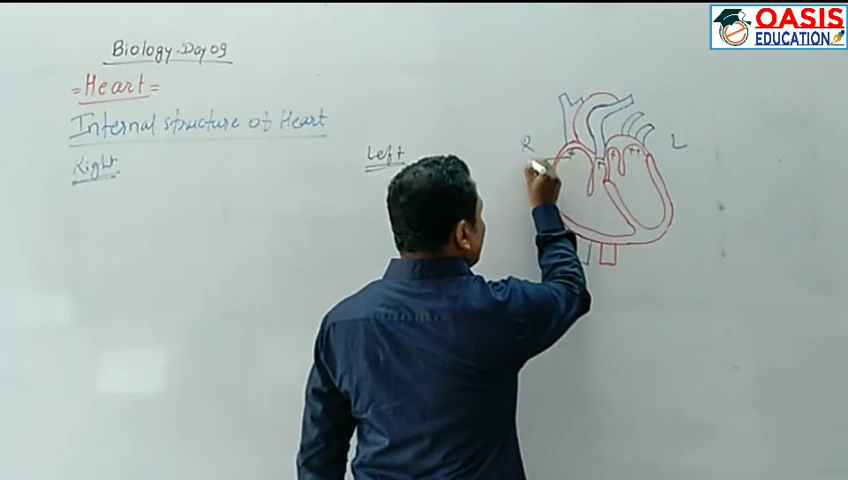 Biology-Day 09
= Heart =
Internal structure of Heart
Right
Left
R
L
OASIS
EDUCATION